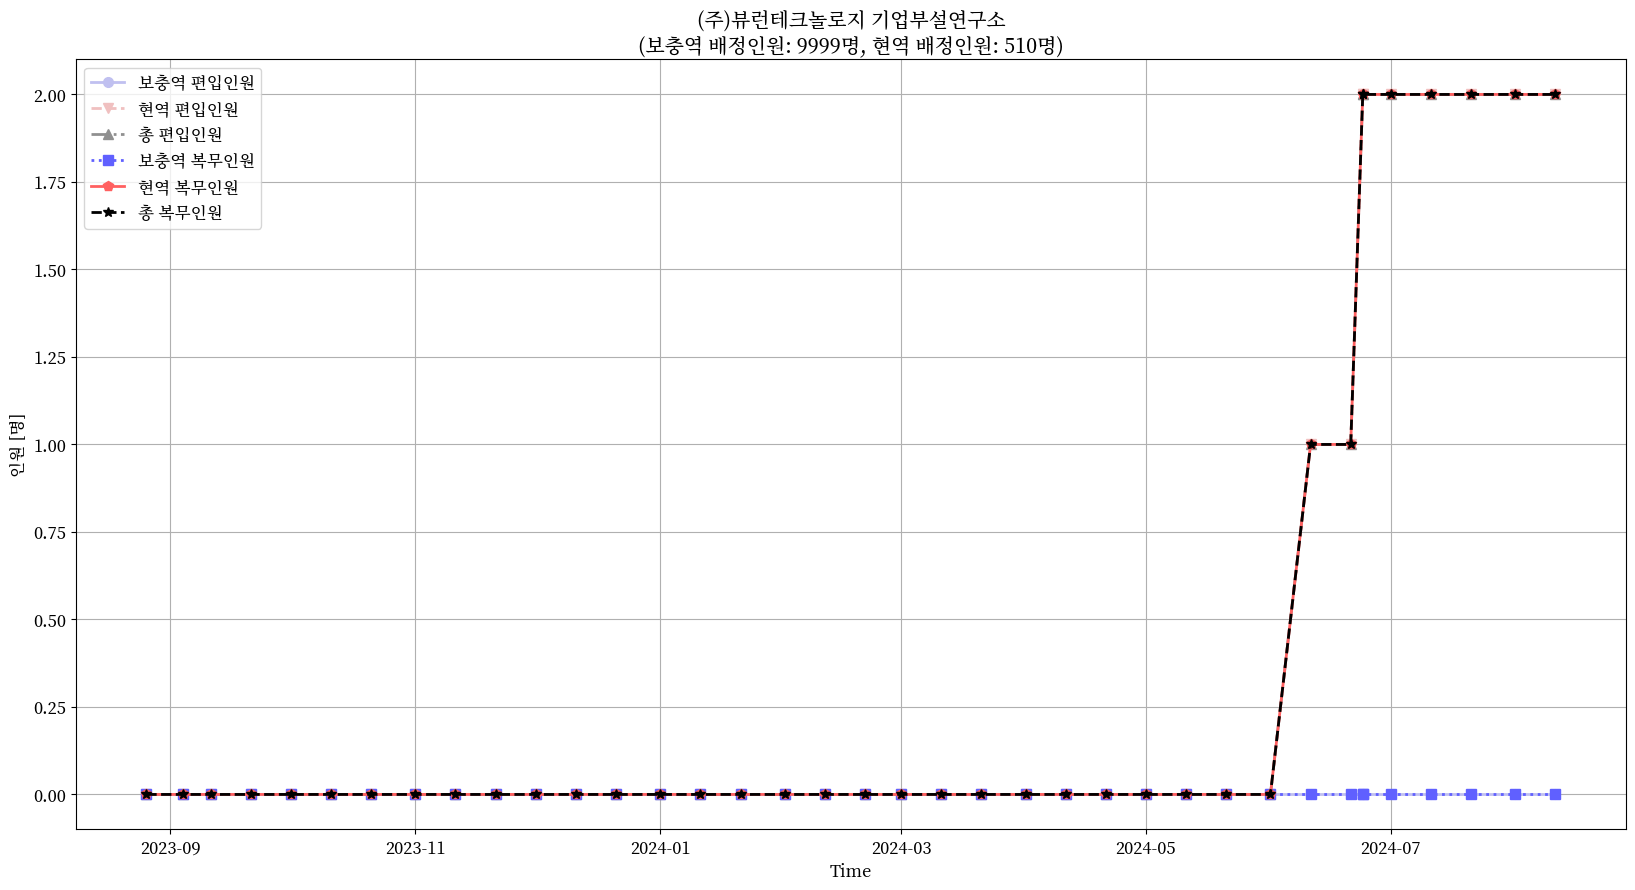 (주)뷰런테크놀로지 기업부설연구소
(보충역 배정인원: 9999명, 현역 배정인원: 510명)
보충역 편입인원
현역 편입인원
총 편입인원
보충역 복무인원
현역 복무인원
총 복무인원
2.00
1.75
1.50
1.25
1.00
0.75
0.50
0.25
0.00
인원 [명]
2023-09 2023-11 2024-01 2024-03 2024-05 2024-07
Time